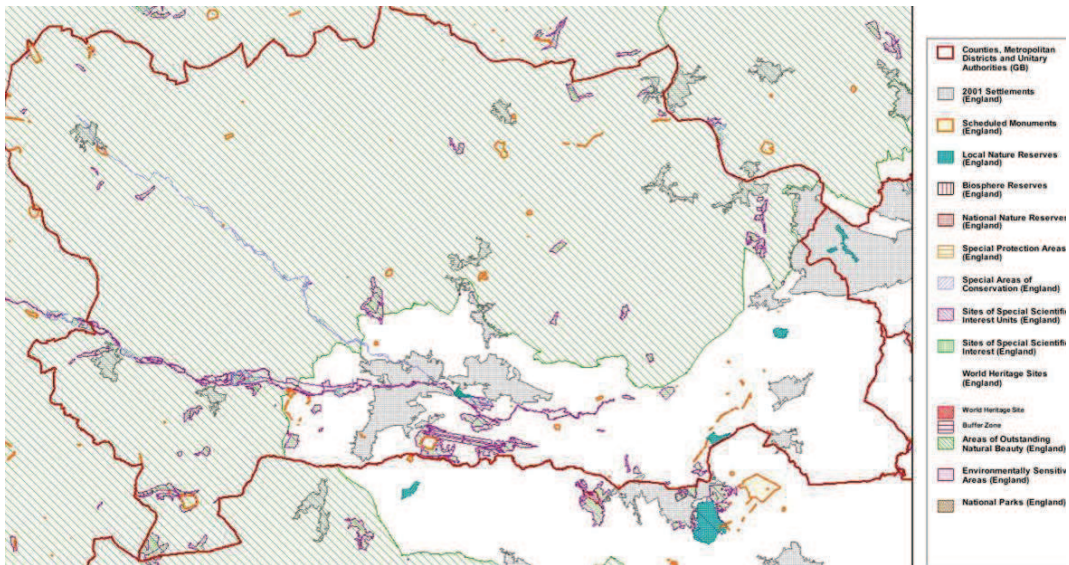 Counties, Metropolitan
Districts and Unitary
Authorities (GB)
2001 Settlements
(England)
Scheduled Monuments
(England)
Local Nature Reserves
(England)
Biosphere Reserves
(England)
National Nature Reserves
(England)
Special Protection Areas
(England)
Special Areas of
Conservation (England)
Sites of Special Scientific
Interest Units (England)
Sites of Special Scientific
Interest (England)
World Heritage Sites
(England)
World Heritage Site
Buffer Zone
Areas of Outstanding
Natural Beauty (England)
Environmentally Sensitive
Areas (England)
National Parks (England)